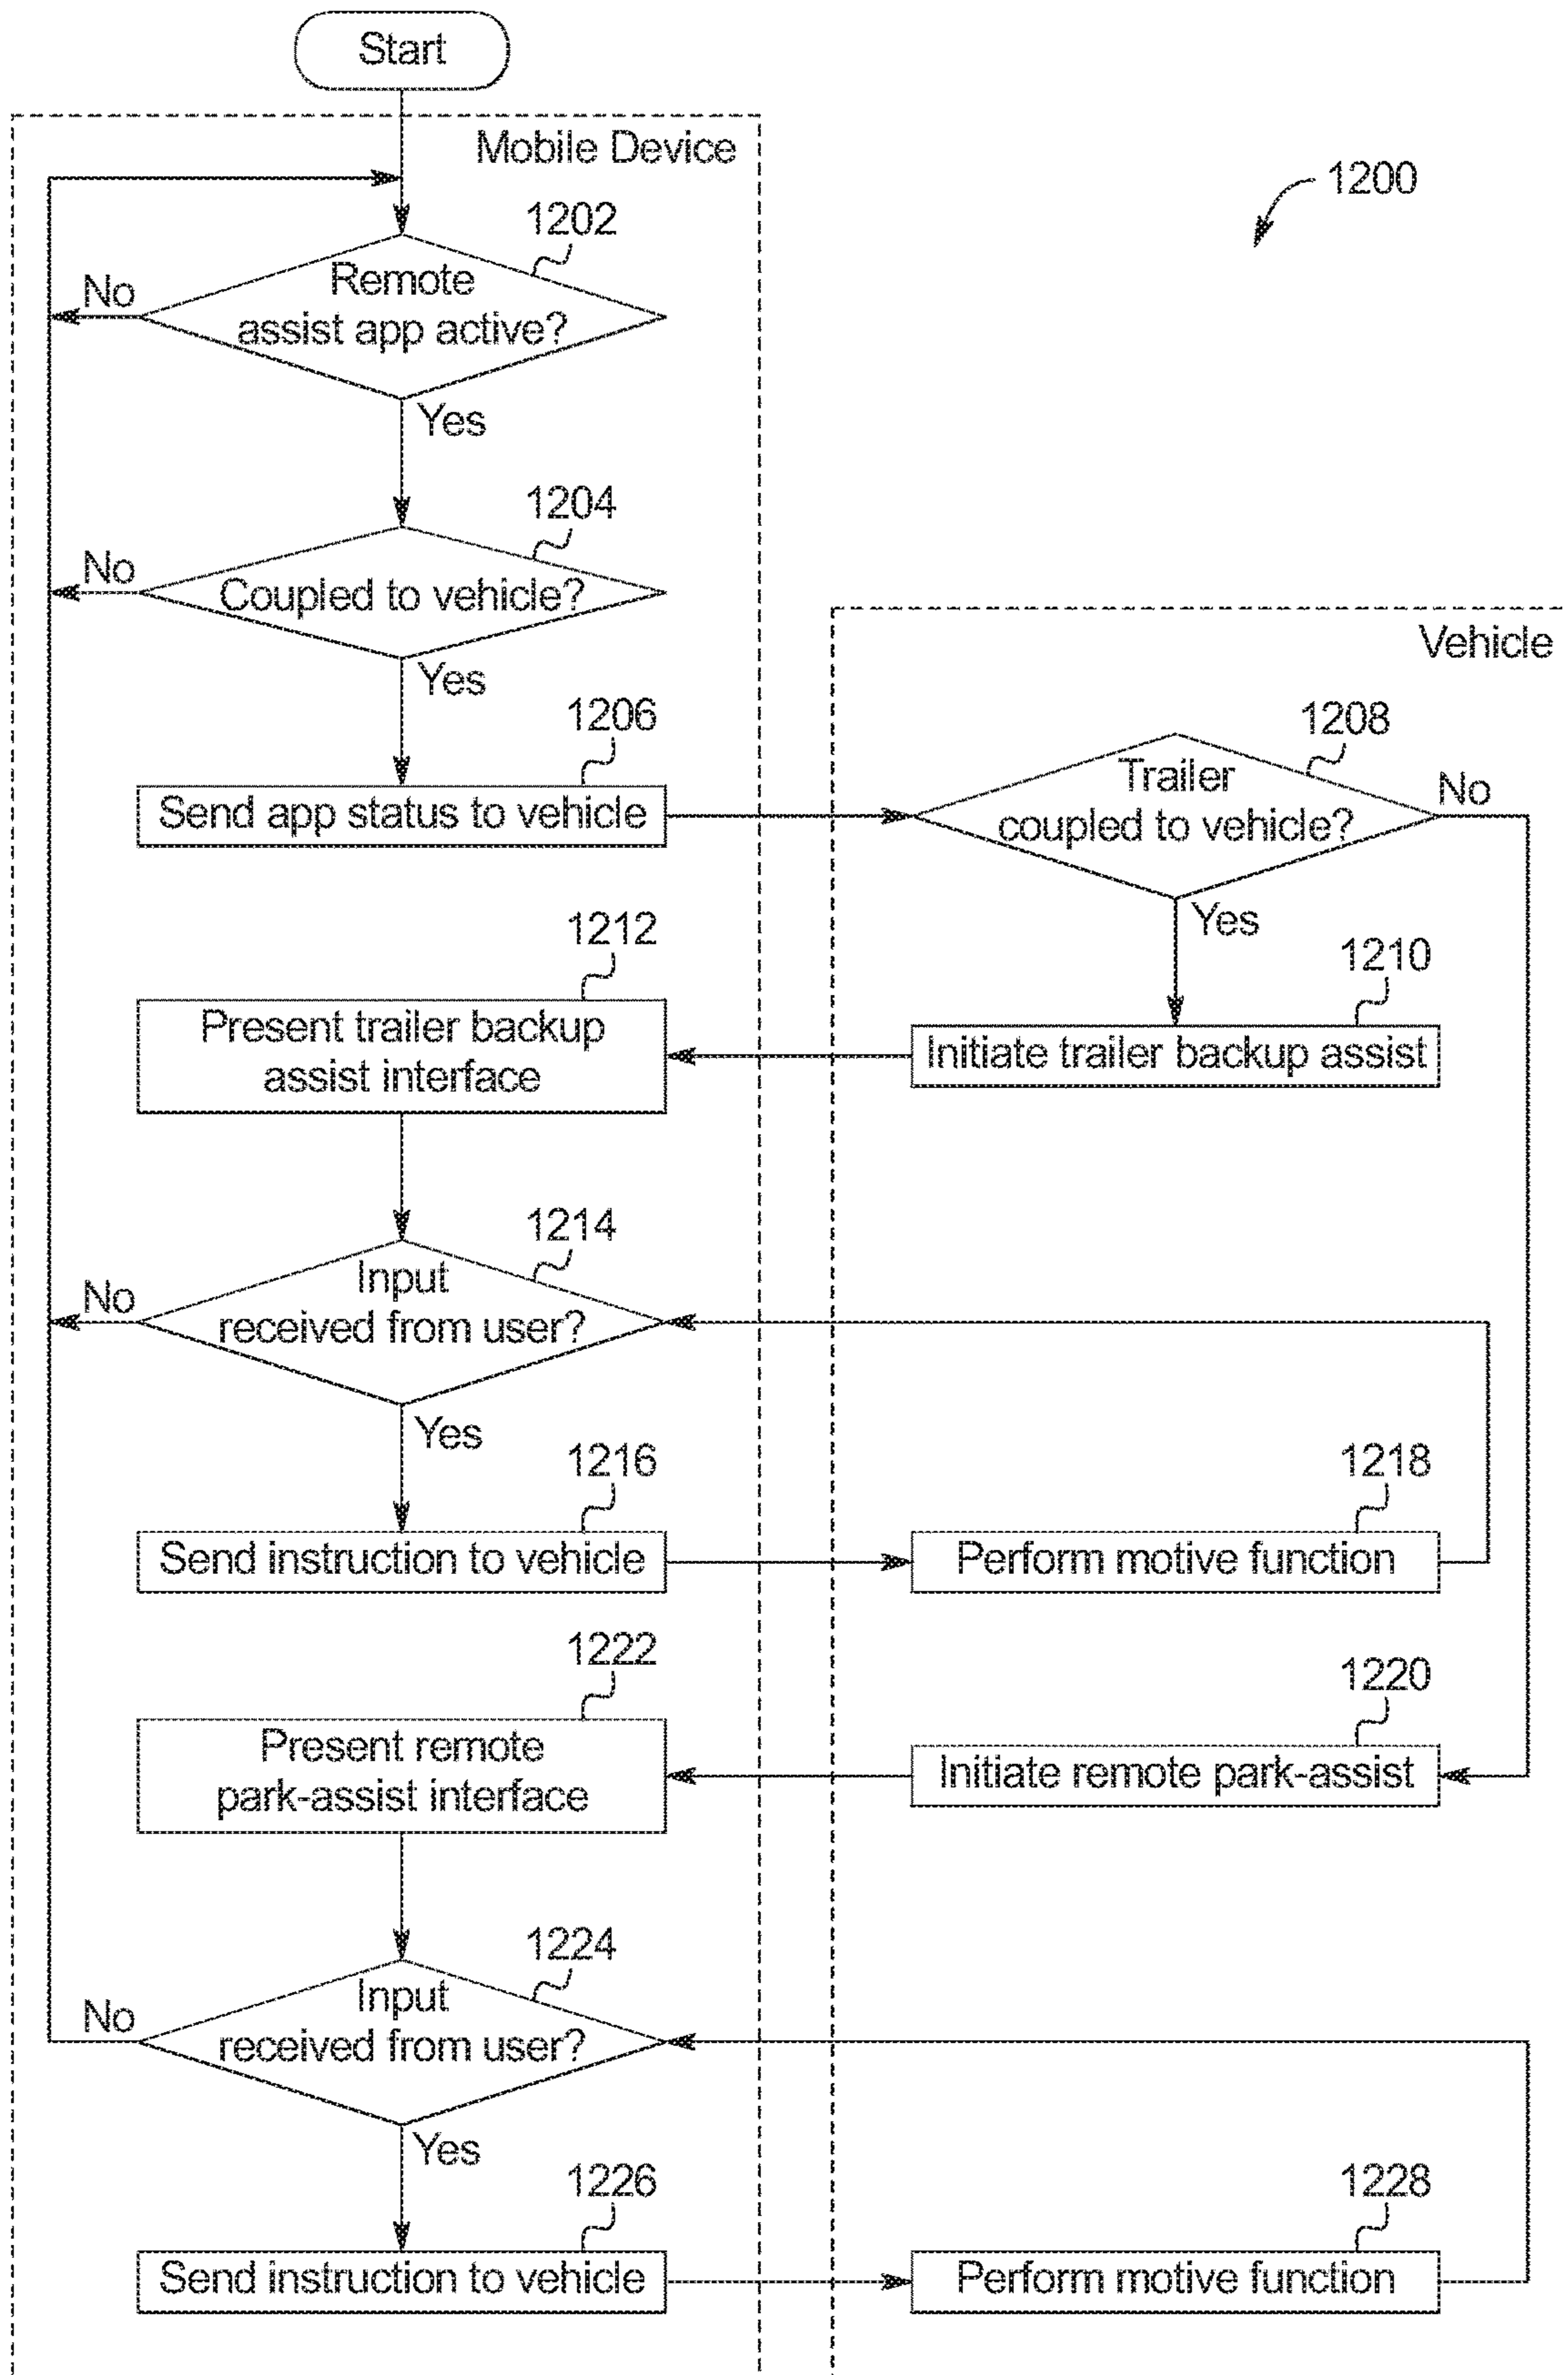 Start
Mobile Device
1200
1202
Remote
assist app active?
No
Yes
1204
Coupled to vehicle?
No
Yes
Vehicle
1206
Send app status to vehicle
1208
Trailer
coupled to vehicle?
No
Yes
1210
Initiate trailer backup assist
1212
Present trailer backup
assist interface
1214
Input
received from user?
No
Yes
1216
Send instruction to vehicle
1218
Perform motive function
1220
Initiate remote park-assist
1222
Present remote
park-assist interface
1224
Input
received from user?
No
Yes
1226
Send instruction to vehicle
1228
Perform motive function